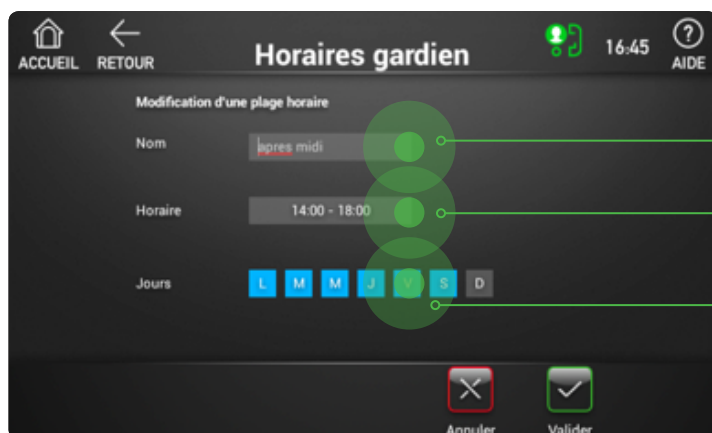 ACCUEIL RETOUR Horaires gardien 16:45 AIDE
Modification d'une plage horaire
Nom apres midi
Horaire 14:00 - 18:00
Jours L M M J V S D
Annuler Valider